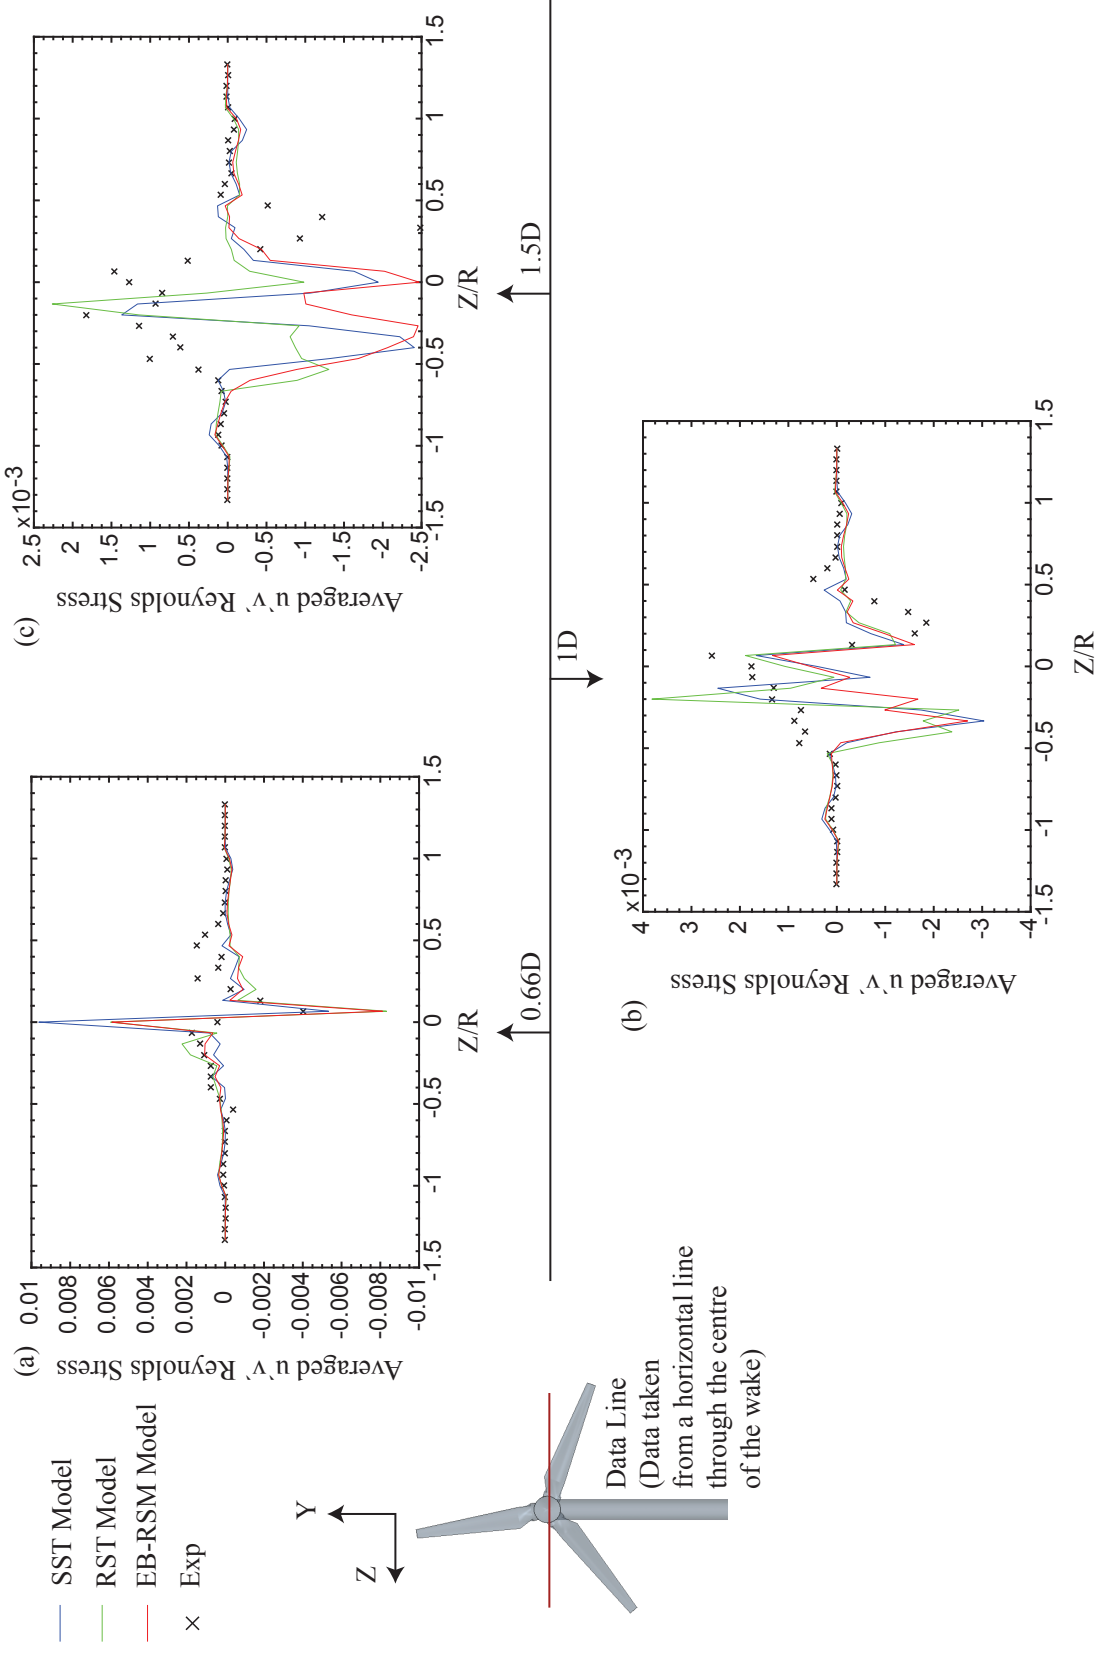 SST Model
RST Model
EB-RSM Model
Exp
Y
Z
Data Line
(Data taken
from a horizontal line
through the centre
of the wake)
(a)
Averaged u`v` Reynolds Stress
0.01
0.008
0.006
0.004
0.002
0
-0.002
-0.004
-0.006
-0.008
-0.01
-1.5 -1 -0.5 0 0.5 1 1.5
Z/R
0.66D
1D
1.5D
(b)
Averaged u`v` Reynolds Stress
×10-3
4
3
2
1
0
-1
-2
-3
-4
-1.5 -1 -0.5 0 0.5 1 1.5
Z/R
(c)
Averaged u`v` Reynolds Stress
×10-3
2.5
2
1.5
1
0.5
0
-0.5
-1
-1.5
-2
-2.5
-1.5 -1 -0.5 0 0.5 1 1.5
Z/R